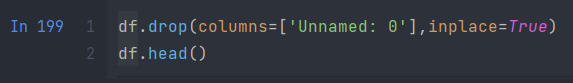 In 199 1 df.drop(columns=['Unnamed: 0'],inplace=True)
2 df.head()